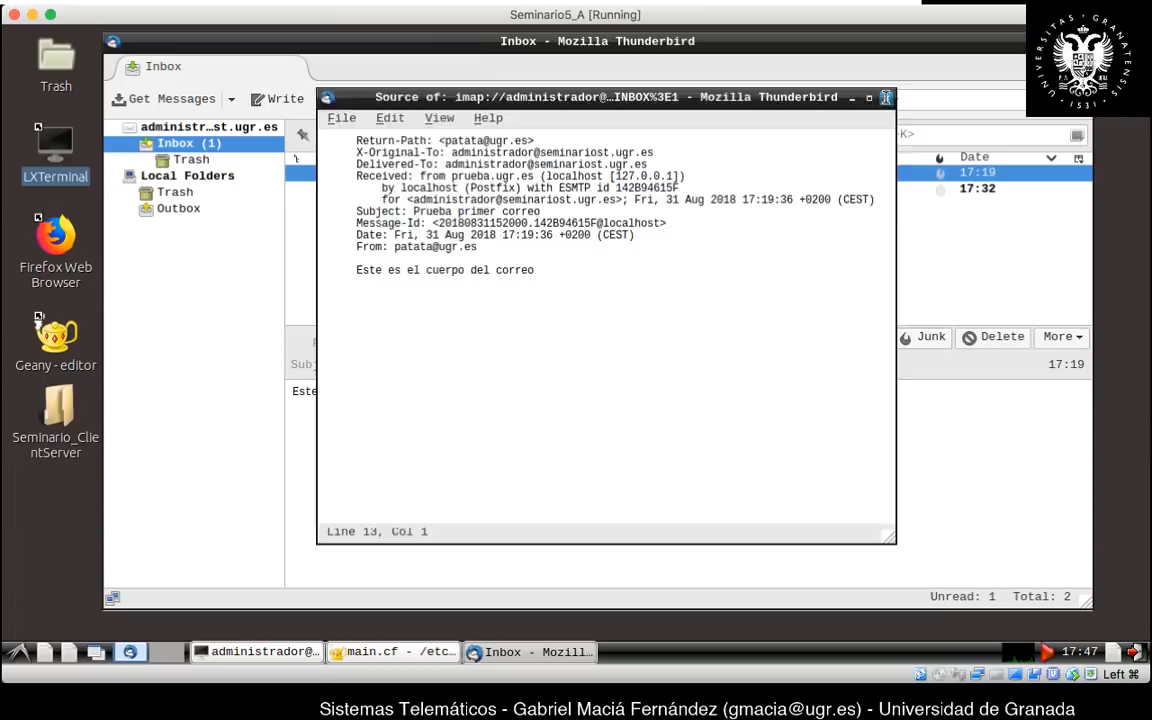 Seminario5_A [Running]
Inbox - Mozilla Thunderbird
UNIVERSITAS GRANATENSIS
1531
Trash
Inbox
Get Messages
Write
Source of: imap://administrador@…INBOX%3E1 - Mozilla Thunderbird
File Edit View Help
administr…st.ugr.es
Inbox (1)
Trash
Local Folders
Trash
Outbox
K>
Date
17:19
17:32
Return-Path: <patata@ugr.es>
X-Original-To: administrador@seminariost.ugr.es
Delivered-To: administrador@seminariost.ugr.es
Received: from prueba.ugr.es (localhost [127.0.0.1])
by localhost (Postfix) with ESMTP id 142B94615F
for <administrador@seminariost.ugr.es>; Fri, 31 Aug 2018 17:19:36 +0200 (CEST)
Subject: Prueba primer correo
Message-Id: <20180831152000.142B94615F@localhost>
Date: Fri, 31 Aug 2018 17:19:36 +0200 (CEST)
From: patata@ugr.es
Este es el cuerpo del correo
LXTerminal
Firefox Web
Browser
Geany - editor
Seminario_Clie
ntServer
Junk
Delete
More
Subj
17:19
Este
Line 13, Col 1
Unread: 1 Total: 2
administrador@…
main.cf - /etc…
Inbox - Mozill…
17:47
Left ⌘
Sistemas Telemáticos - Gabriel Maciá Fernández (gmacia@ugr.es) - Universidad de Granada